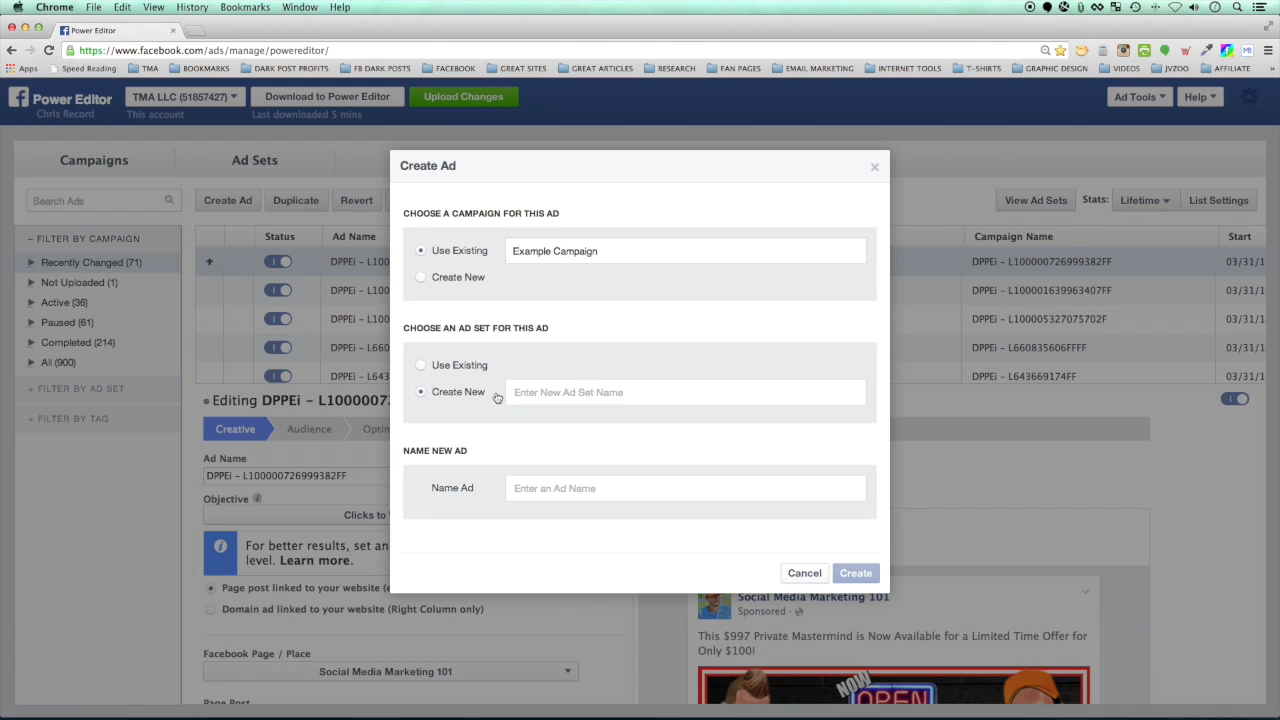 Chrome File Edit View History Bookmarks Window Help
Power Editor
https://www.facebook.com/ads/manage/powereditor/
Apps Speed Reading TMA BOOKMARKS DARK POST PROFITS FB DARK POSTS FACEBOOK GREAT SITES GREAT ARTICLES RESEARCH FAN PAGES EMAIL MARKETING INTERNET TOOLS T-SHIRTS GRAPHIC DESIGN VIDEOS JVZOO AFFILIATE »
Power Editor TMA LLC (51857427) Download to Power Editor Upload Changes Ad Tools Help
Chris Record This account Last downloaded 5 mins
Campaigns Ad Sets
Create Ad
Search Ads Create Ad Duplicate Revert View Ad Sets Stats: Lifetime List Settings
CHOOSE A CAMPAIGN FOR THIS AD
– FILTER BY CAMPAIGN Status Ad Name Campaign Name Start
Use Existing Example Campaign
Recently Changed (71) DPPEi – L100 DPPEi – L100000726999382FF 03/31/1
Create New
Not Uploaded (1) DPPEi – L100 DPPEi – L100001639963407FF 03/31/1
Active (36)
Paused (61) DPPEi – L100 DPPEi – L100005327075702F 03/31/1
CHOOSE AN AD SET FOR THIS AD
Completed (214) DPPEi – L660 DPPEi – L660835606FFFF 03/31/1
All (900)
Use Existing
DPPEi – L643 DPPEi – L643669174FF 03/31/1
+ FILTER BY AD SET
Create New Enter New Ad Set Name
Editing DPPEi – L10000072
+ FILTER BY TAG
Creative Audience Optim
NAME NEW AD
Ad Name
DPPEi – L100000726999382FF
Name Ad Enter an Ad Name
Objective
Clicks to
For better results, set an
level. Learn more.
Cancel Create
Page post linked to your website (e
Domain ad linked to your website (Right Column only)
Facebook Page / Place
Social Media Marketing 101
Page Post
Social Media Marketing 101
Sponsored ·
This $997 Private Mastermind is Now Available for a Limited Time Offer for
Only $100!
NOW
OPEN